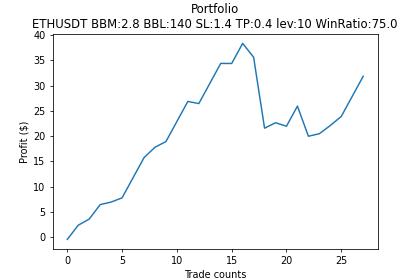 Portfolio
ETHUSDT BBM:2.8 BBL:140 SL:1.4 TP:0.4 lev:10 WinRatio:75.0
40
35
30
25
20
15
10
5
0
Profit ($)
0 5 10 15 20 25
Trade counts